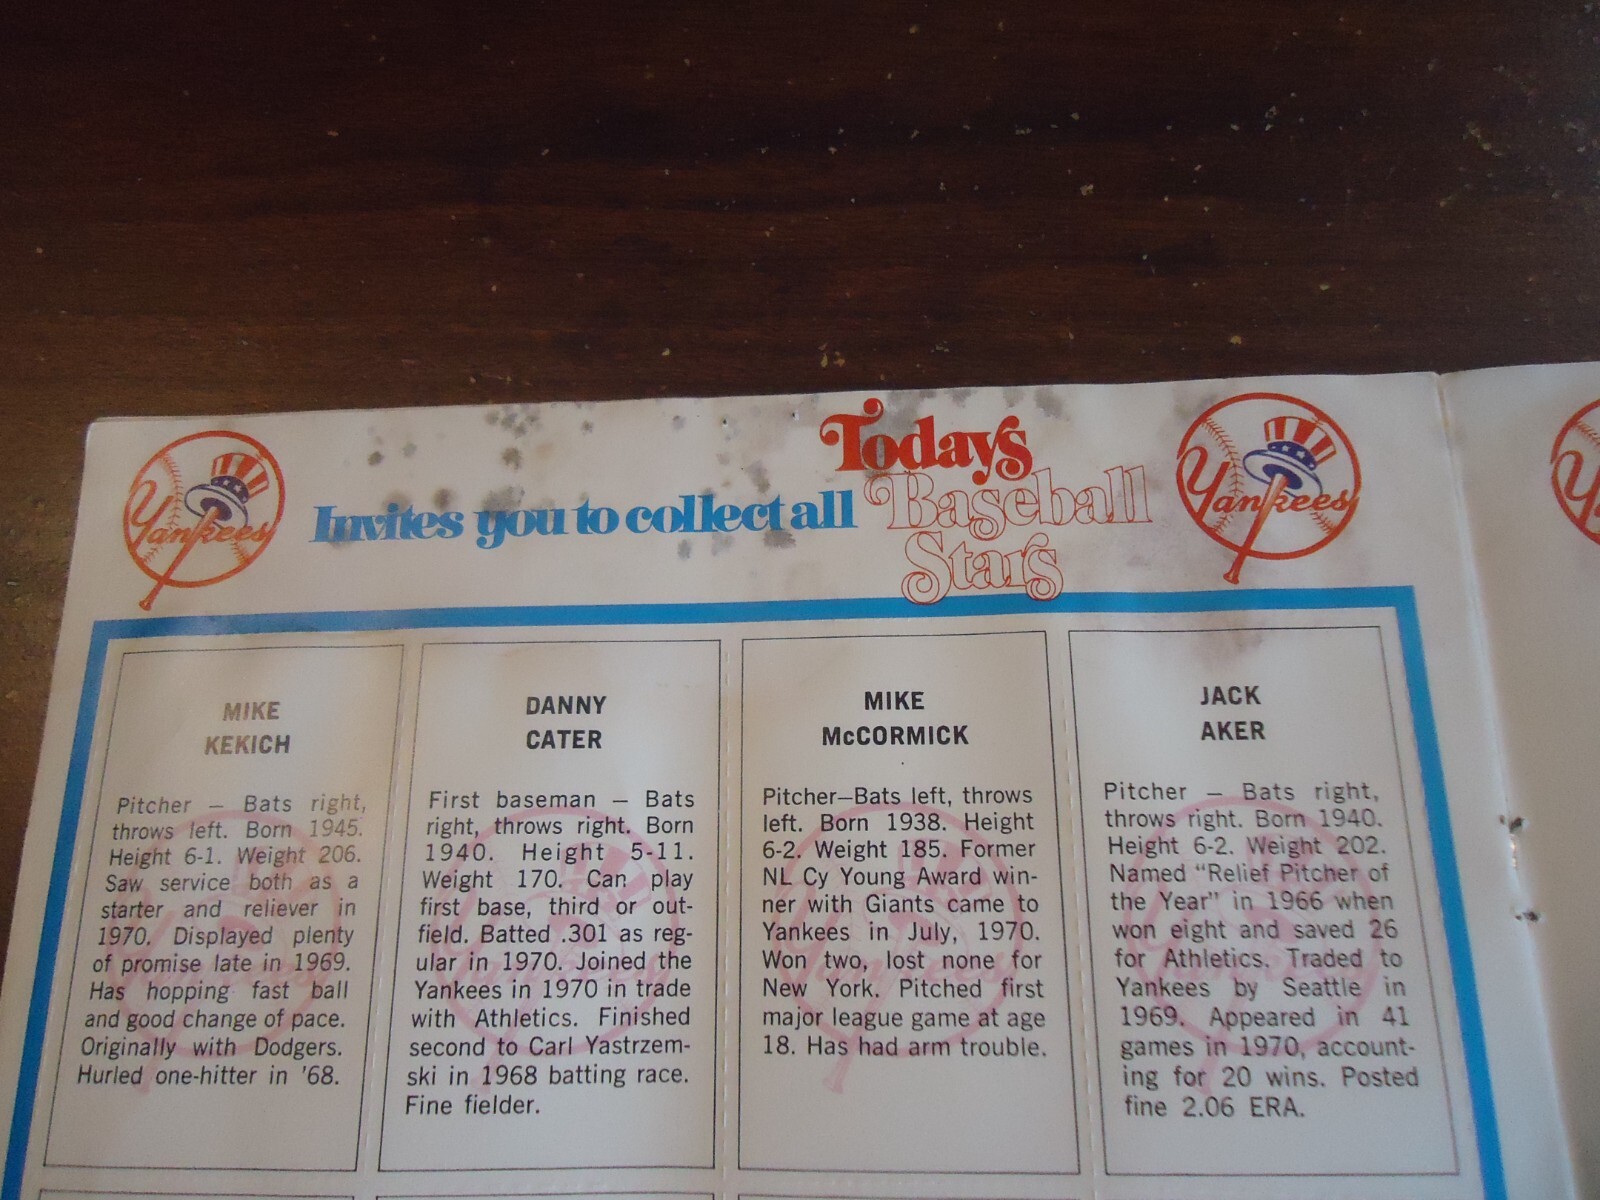 Yankees
Invites you to collect all
Todays
Baseball
Stars
Yankees
MIKE
KEKICH
Pitcher — Bats right,
throws left. Born 1945.
Height 6-1. Weight 206.
Saw service both as a
starter and reliever in
1970. Displayed plenty
of promise late in 1969.
Has hopping fast ball
and good change of pace.
Originally with Dodgers.
Hurled one-hitter in '68.
DANNY
CATER
First baseman — Bats
right, throws right. Born
1940. Height 5-11.
Weight 170. Can play
first base, third or out-
field. Batted .301 as reg-
ular in 1970. Joined the
Yankees in 1970 in trade
with Athletics. Finished
second to Carl Yastrzem-
ski in 1968 batting race.
Fine fielder.
MIKE
McCORMICK
Pitcher—Bats left, throws
left. Born 1938. Height
6-2. Weight 185. Former
NL Cy Young Award win-
ner with Giants came to
Yankees in July, 1970.
Won two, lost none for
New York. Pitched first
major league game at age
18. Has had arm trouble.
JACK
AKER
Pitcher — Bats right,
throws right. Born 1940.
Height 6-2. Weight 202.
Named "Relief Pitcher of
the Year" in 1966 when
won eight and saved 26
for Athletics. Traded to
Yankees by Seattle in
1969. Appeared in 41
games in 1970, account-
ing for 20 wins. Posted
fine 2.06 ERA.